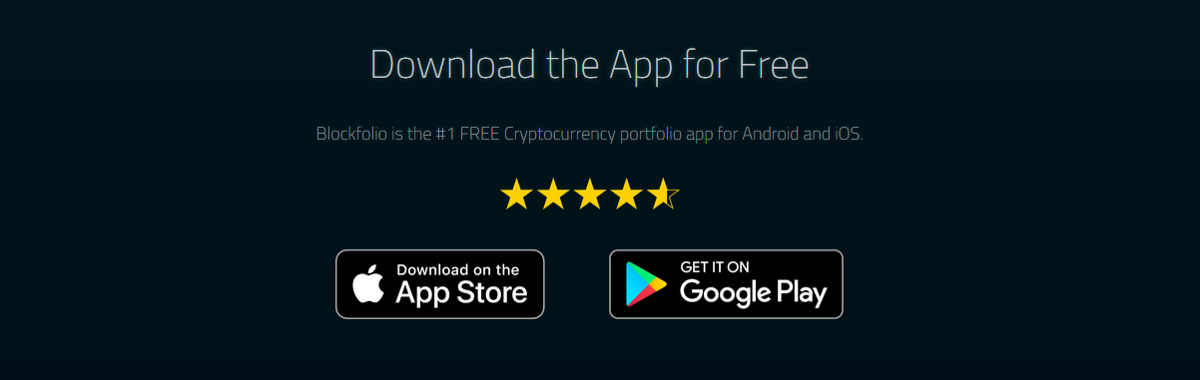 Download the App for Free
Blockfolio is the #1 FREE Cryptocurrency portfolio app for Android and iOS.
Download on the
App Store
GET IT ON
Google Play